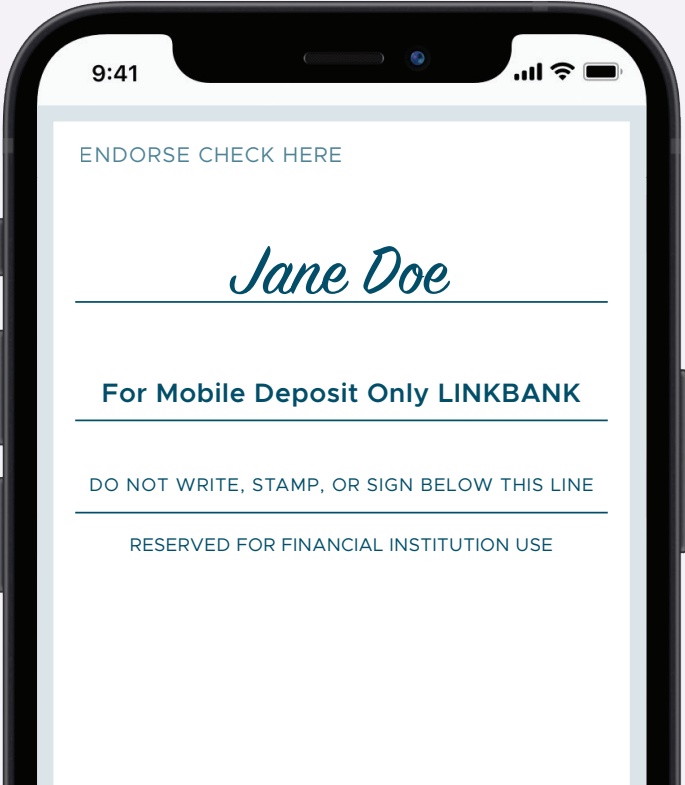 9:41
ENDORSE CHECK HERE
Jane Doe
For Mobile Deposit Only LINKBANK
DO NOT WRITE, STAMP, OR SIGN BELOW THIS LINE
RESERVED FOR FINANCIAL INSTITUTION USE